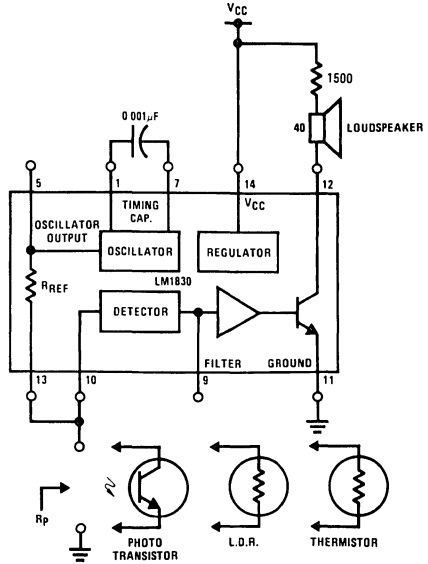 VCC
1500
0 001µF
40
LOUDSPEAKER
5
1
7
14
12
TIMING
CAP.
VCC
OSCILLATOR
OUTPUT
OSCILLATOR
REGULATOR
LM1830
RREF
DETECTOR
FILTER
GROUND
13
10
9
11
RP
PHOTO
TRANSISTOR
L.D.R.
THERMISTOR